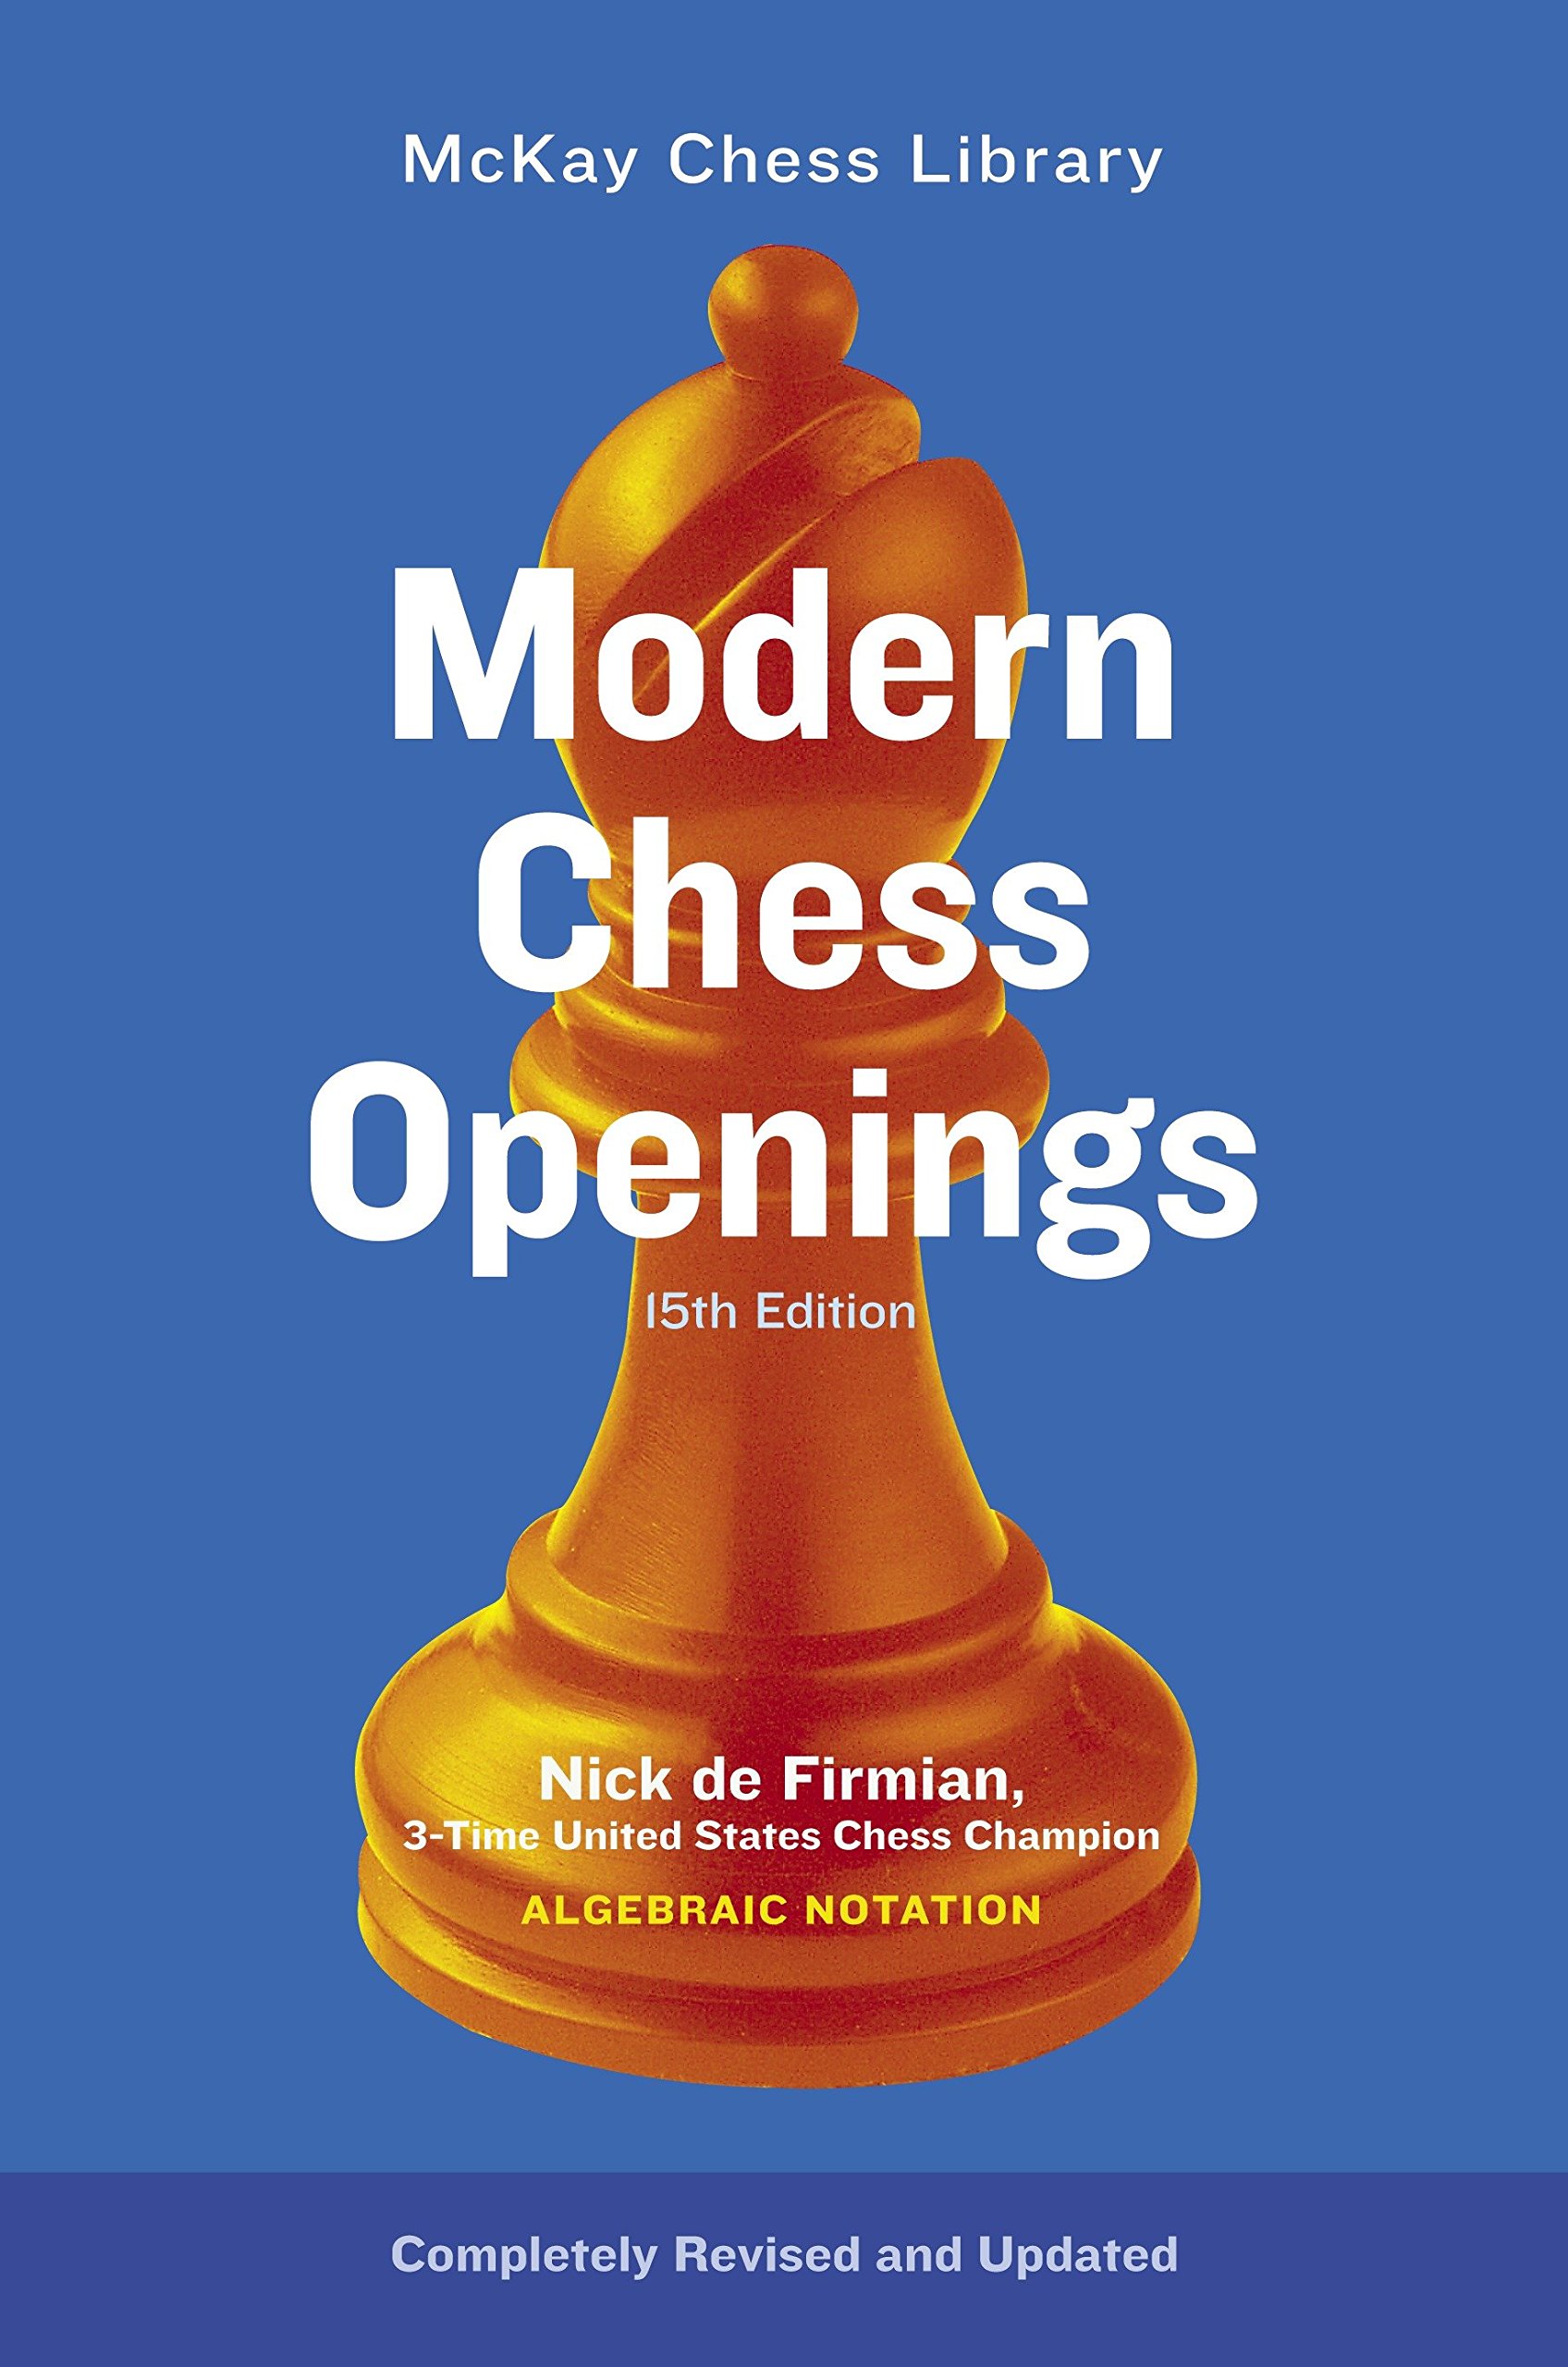 McKay Chess Library
Modern
Chess
Openings
15th Edition
Nick de Firmian,
3-Time United States Chess Champion
ALGEBRAIC NOTATION
Completely Revised and Updated